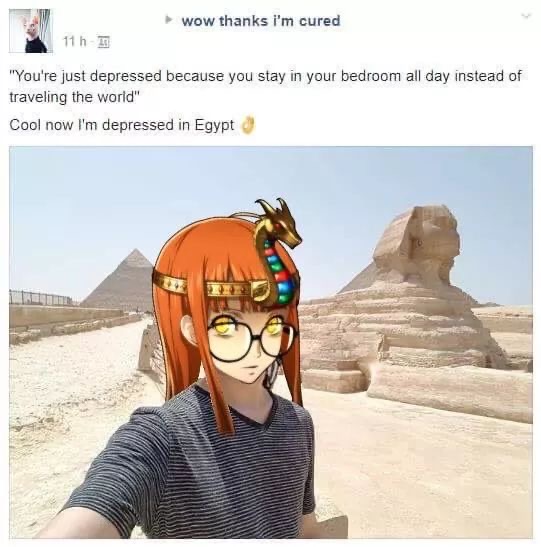 wow thanks i'm cured
11 h
"You're just depressed because you stay in your bedroom all day instead of
traveling the world"
Cool now I'm depressed in Egypt 👌